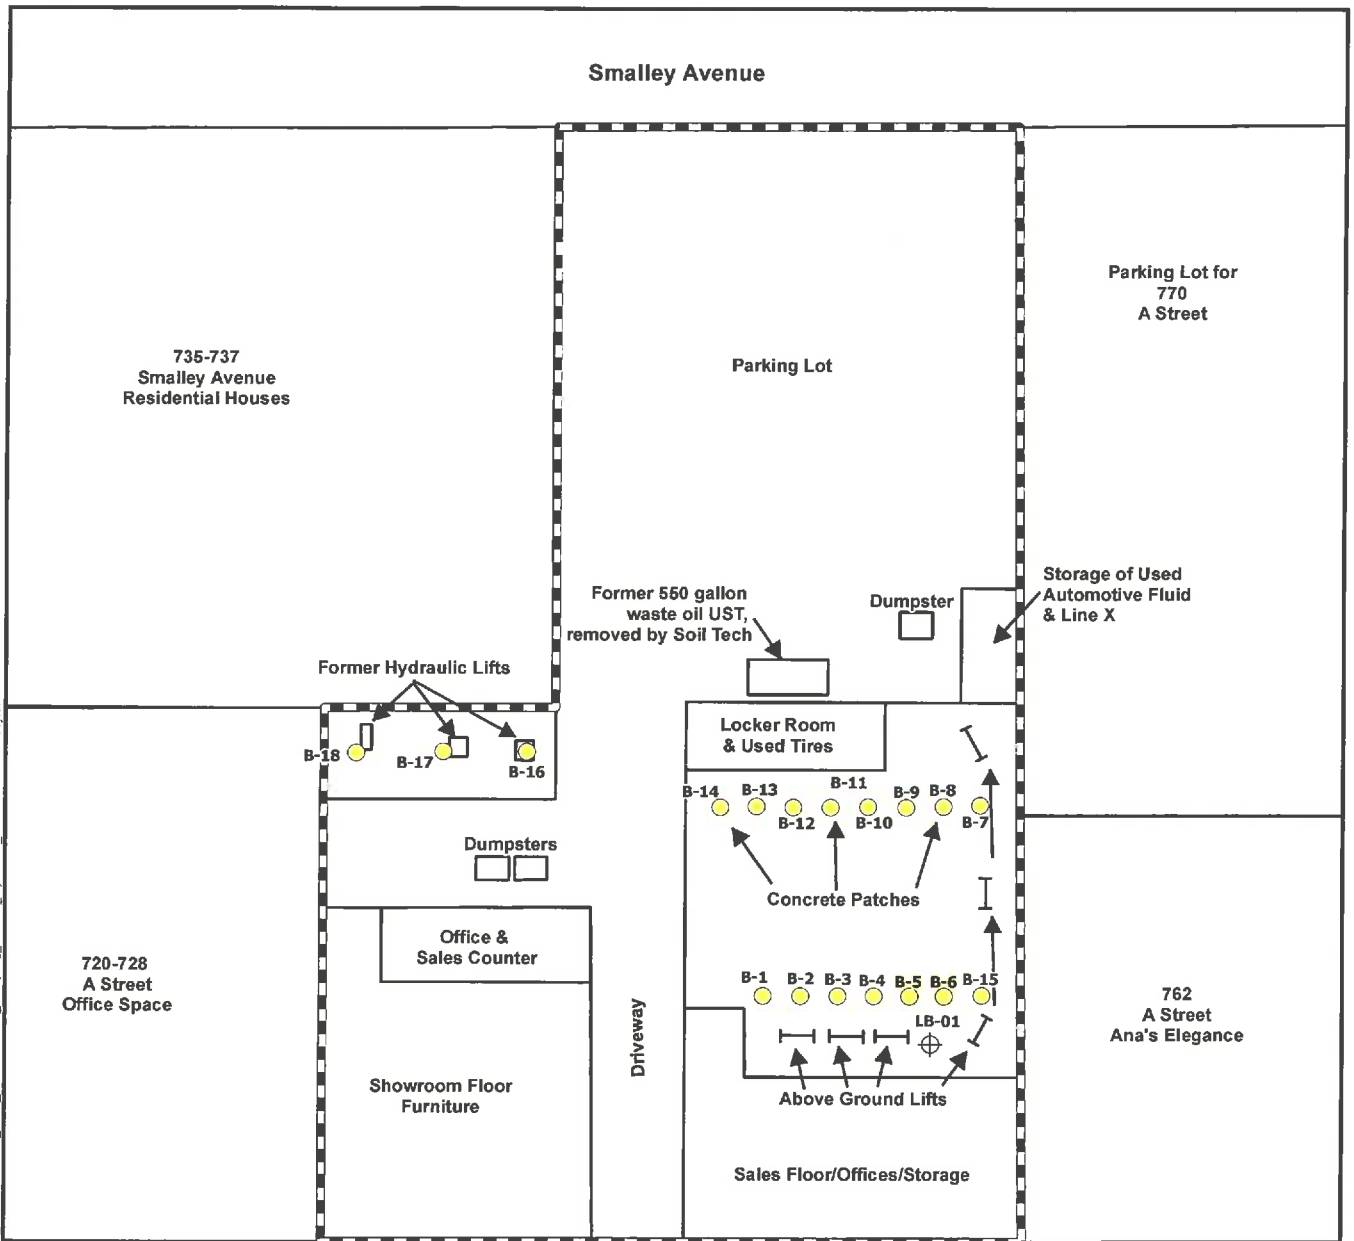 Smalley Avenue
Parking Lot for
770
A Street
735-737
Smalley Avenue
Residential Houses
Parking Lot
Storage of Used
Automotive Fluid
& Line X
Former 550 gallon
waste oil UST,
removed by Soil Tech
Dumpster
Former Hydraulic Lifts
Locker Room
& Used Tires
B-18
B-17
B-16
B-14
B-13
B-12
B-11
B-10
B-9
B-8
B-7
Dumpsters
Concrete Patches
Office &
Sales Counter
720-728
A Street
Office Space
B-1
B-2
B-3
B-4
B-5
B-6
B-15
LB-01
762
A Street
Ana's Elegance
Driveway
Showroom Floor
Furniture
Above Ground Lifts
Sales Floor/Offices/Storage